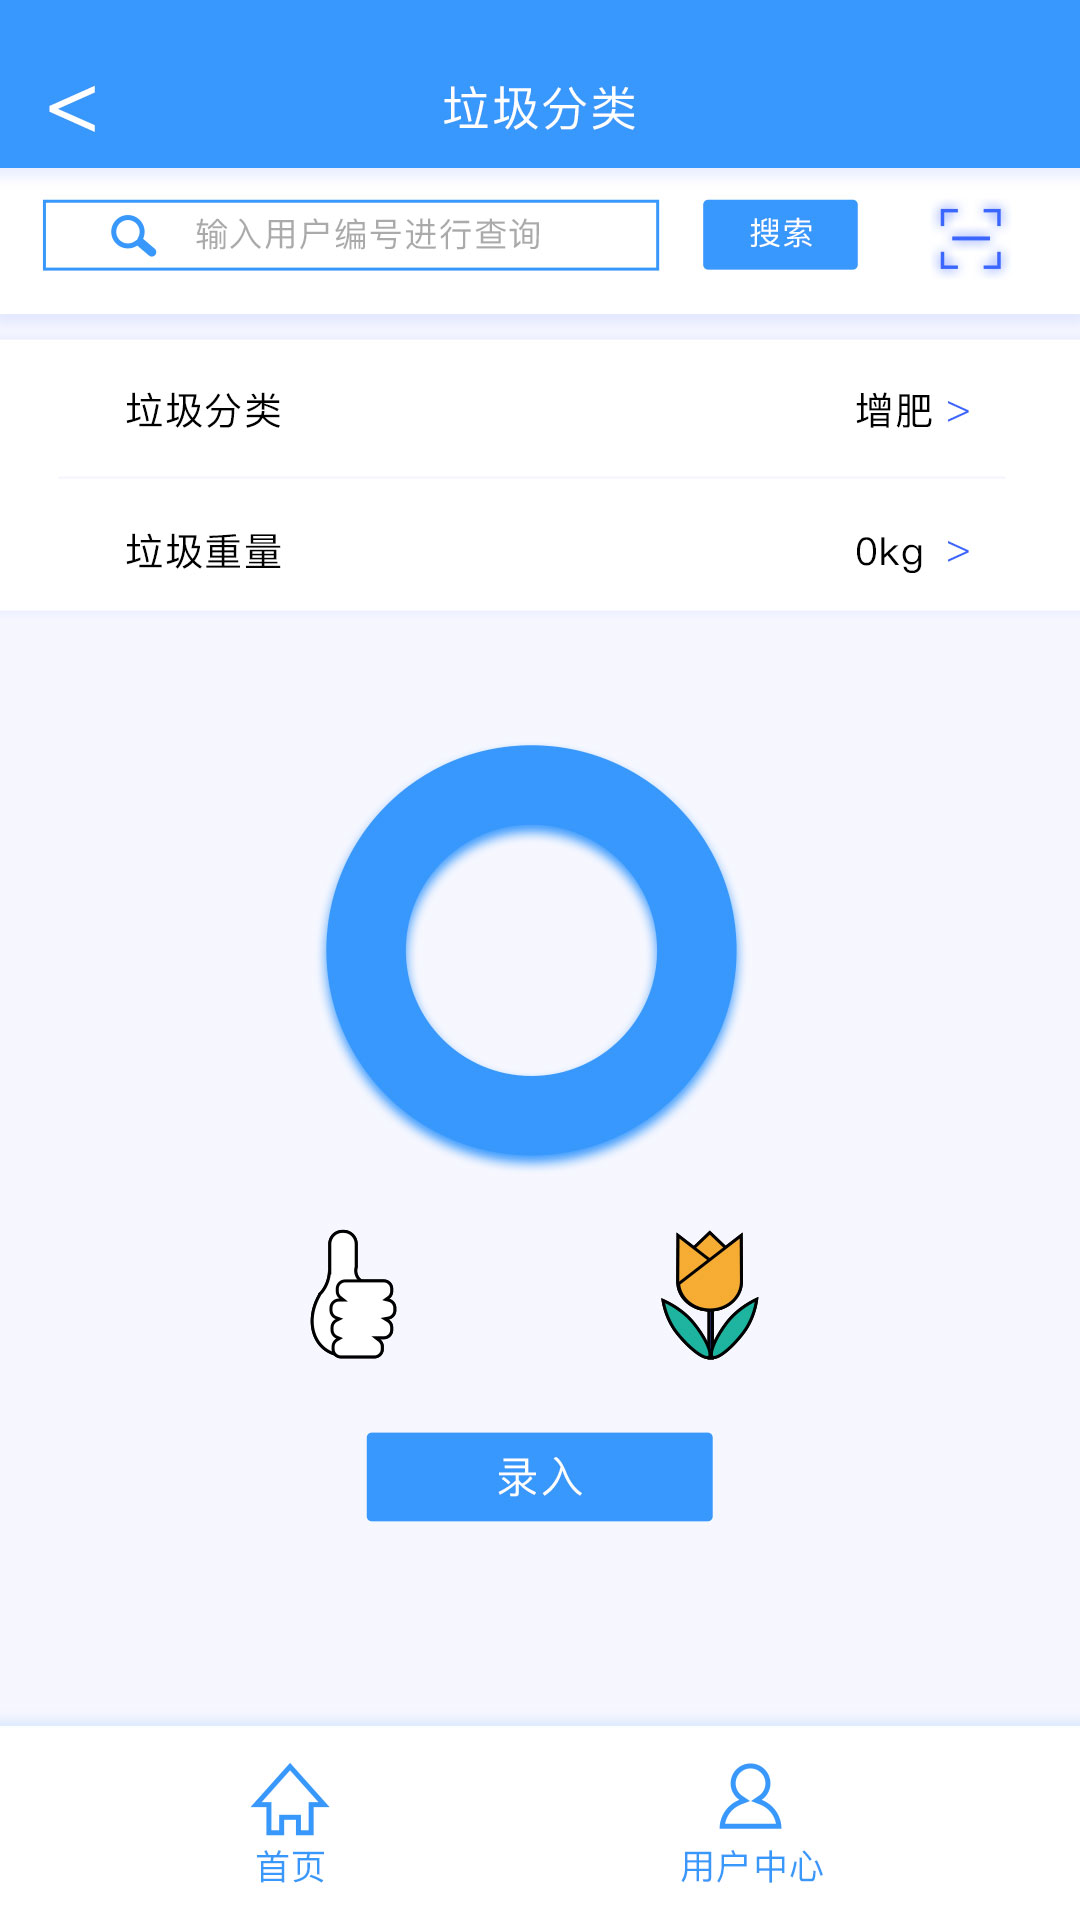 < 垃圾分类
输入用户编号进行查询 搜索
垃圾分类 增肥 >
垃圾重量 0kg >
录入
首页 用户中心